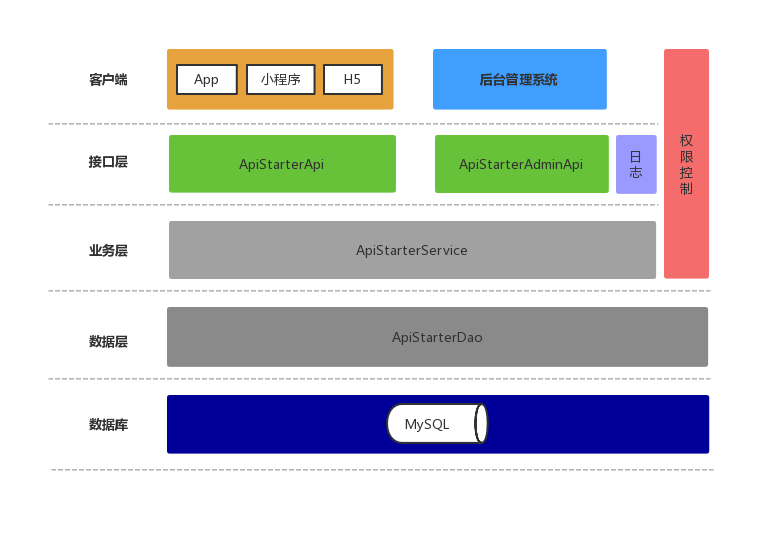 客户端
App
小程序
H5
后台管理系统
接口层
ApiStarterApi
ApiStarterAdminApi
日志
权限控制
业务层
ApiStarterService
数据层
ApiStarterDao
数据库
MySQL